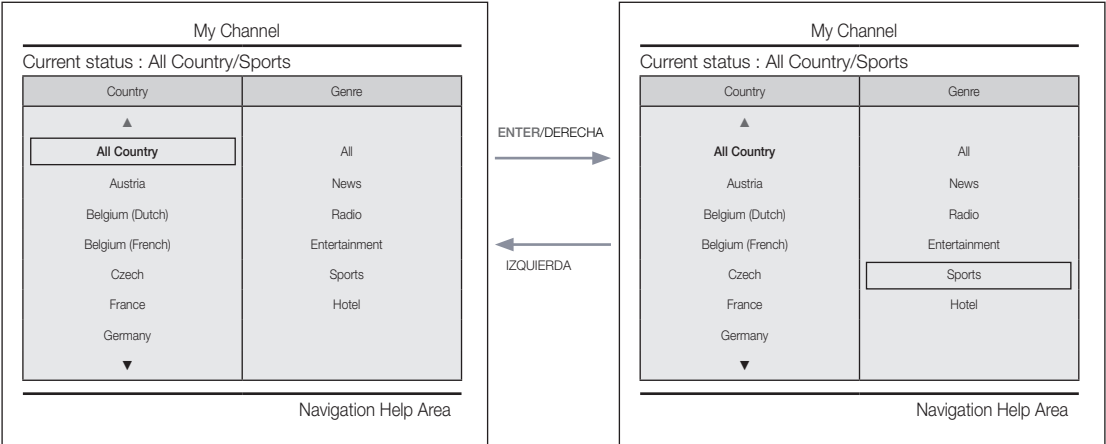 My Channel
Current status : All Country/Sports
Country Genre
▲
All Country All
Austria News
Belgium (Dutch) Radio
Belgium (French) Entertainment
Czech Sports
France Hotel
Germany
▼
Navigation Help Area
ENTER/DERECHA
IZQUIERDA
My Channel
Current status : All Country/Sports
Country Genre
▲
All Country All
Austria News
Belgium (Dutch) Radio
Belgium (French) Entertainment
Czech Sports
France Hotel
Germany
▼
Navigation Help Area